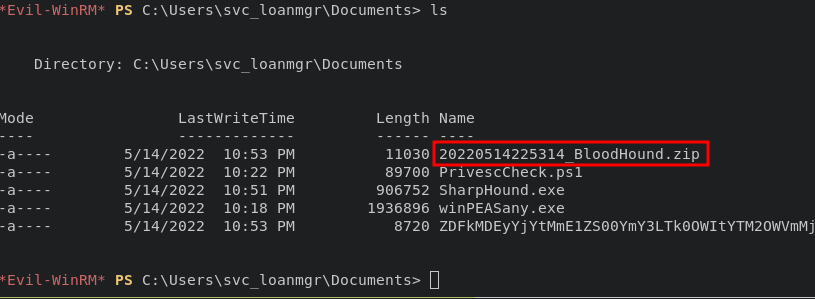 *Evil-WinRM* PS C:\Users\svc_loanmgr\Documents> ls
Directory: C:\Users\svc_loanmgr\Documents
Mode LastWriteTime Length Name
---- ------------- ------ ----
-a---- 5/14/2022 10:53 PM 11030 20220514225314_BloodHound.zip
-a---- 5/14/2022 10:22 PM 89700 PrivescCheck.ps1
-a---- 5/14/2022 10:51 PM 906752 SharpHound.exe
-a---- 5/14/2022 10:18 PM 1936896 winPEASany.exe
-a---- 5/14/2022 10:53 PM 8720 ZDFkMDEyYjYtMmE1ZS00YmY3LTk0OWItYTM2OWVmMj
*Evil-WinRM* PS C:\Users\svc_loanmgr\Documents>